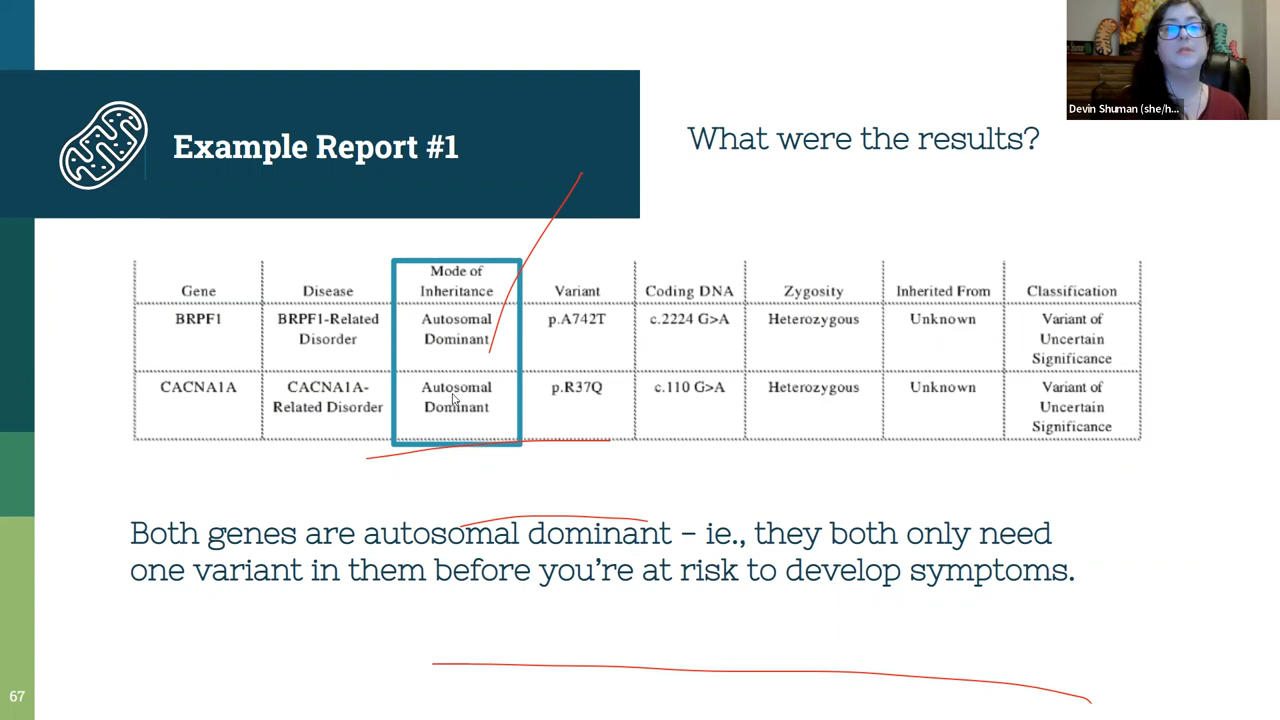 Devin Shuman (she/h...
Example Report #1
What were the results?
Gene Disease Mode of Inheritance Variant Coding DNA Zygosity Inherited From Classification
BRPF1 BRPF1-Related Disorder Autosomal Dominant p.A742T c.2224 G>A Heterozygous Unknown Variant of Uncertain Significance
CACNA1A CACNA1A-Related Disorder Autosomal Dominant p.R37Q c.110 G>A Heterozygous Unknown Variant of Uncertain Significance
Both genes are autosomal dominant – ie., they both only need
one variant in them before you're at risk to develop symptoms.
67